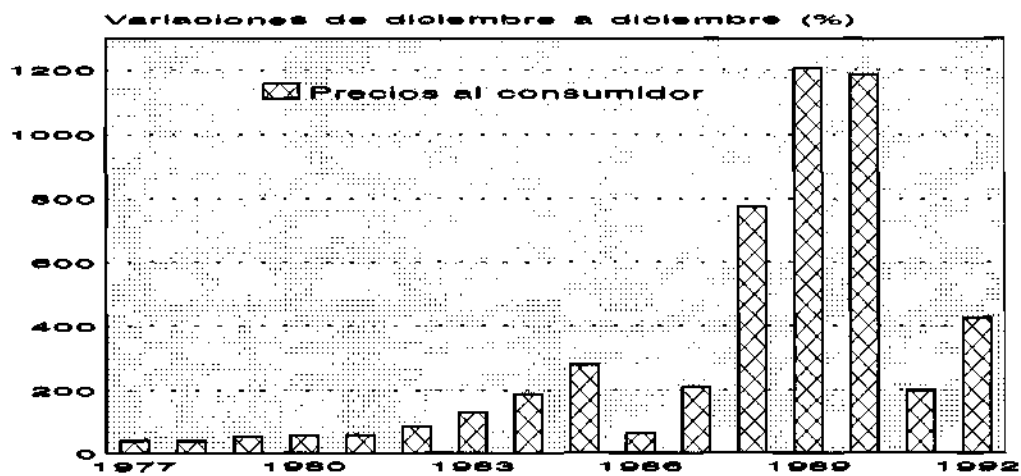 Variaciones de diciembre a diciembre (%)
1200
Precios al consumidor
1000
800
600
400
200
0
1977 1980 1983 1986 1989 1992